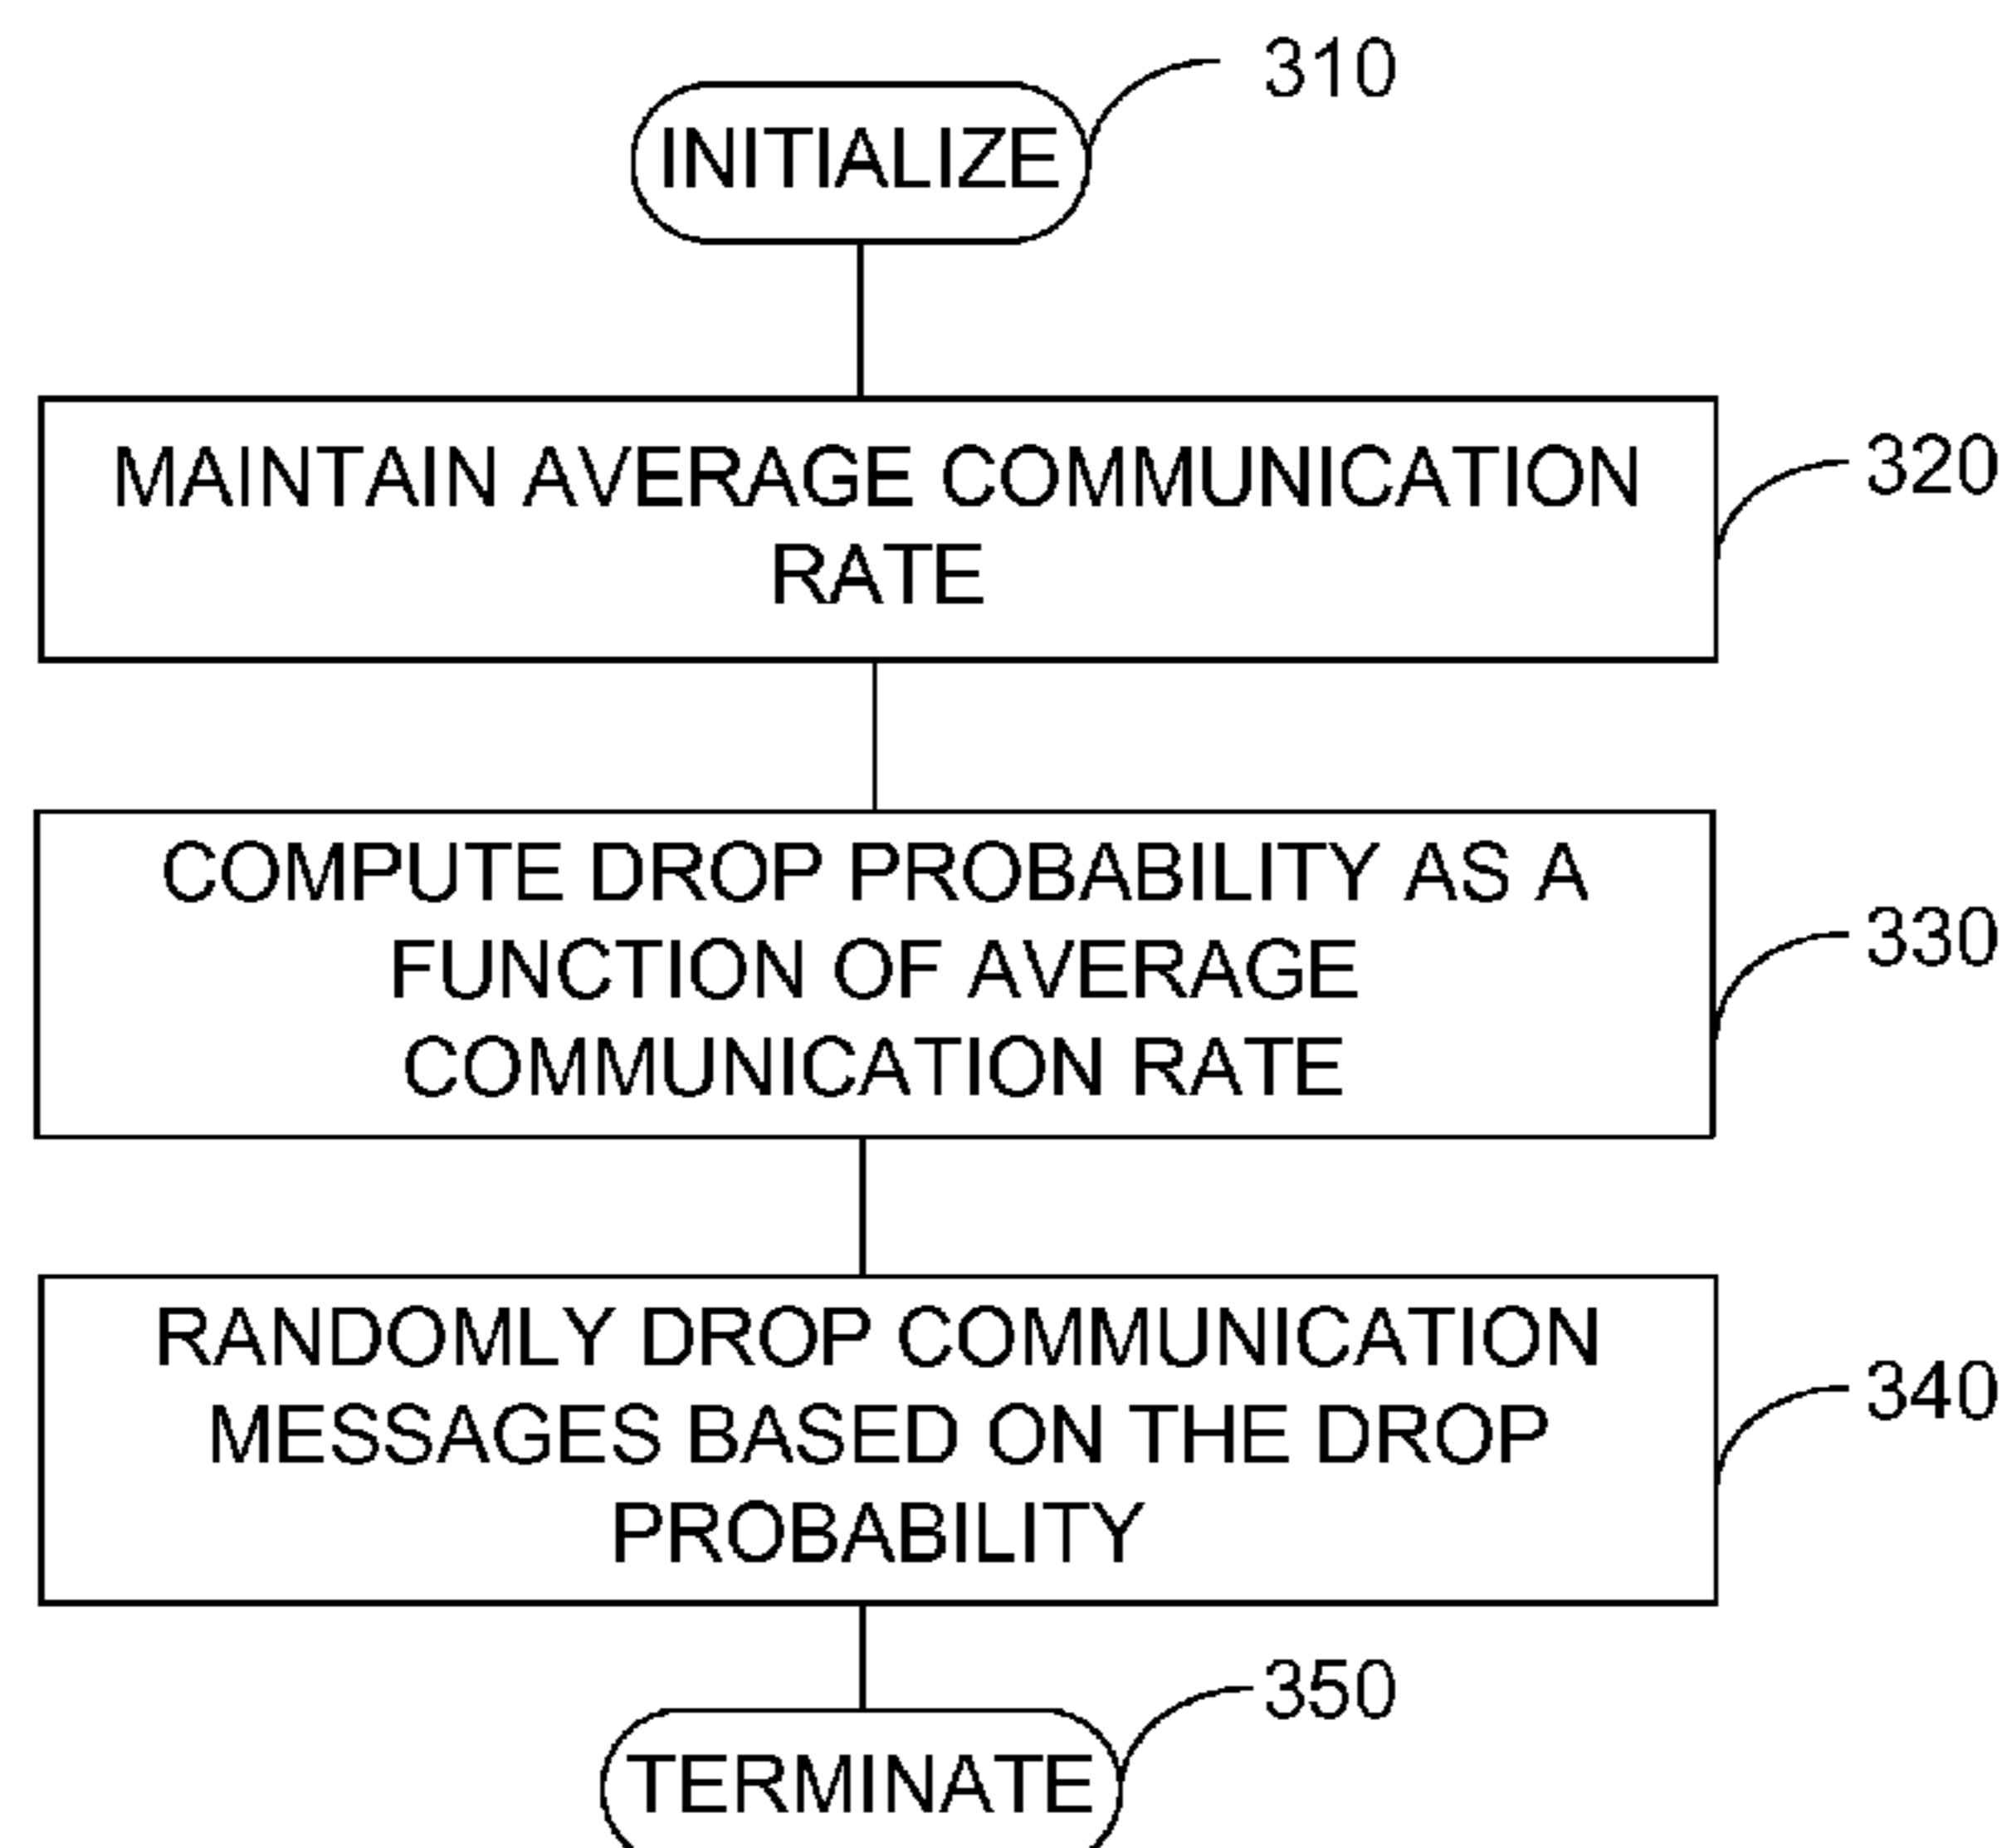 310
INITIALIZE
MAINTAIN AVERAGE COMMUNICATION
RATE
320
COMPUTE DROP PROBABILITY AS A
FUNCTION OF AVERAGE
COMMUNICATION RATE
330
RANDOMLY DROP COMMUNICATION
MESSAGES BASED ON THE DROP
PROBABILITY
340
350
TERMINATE